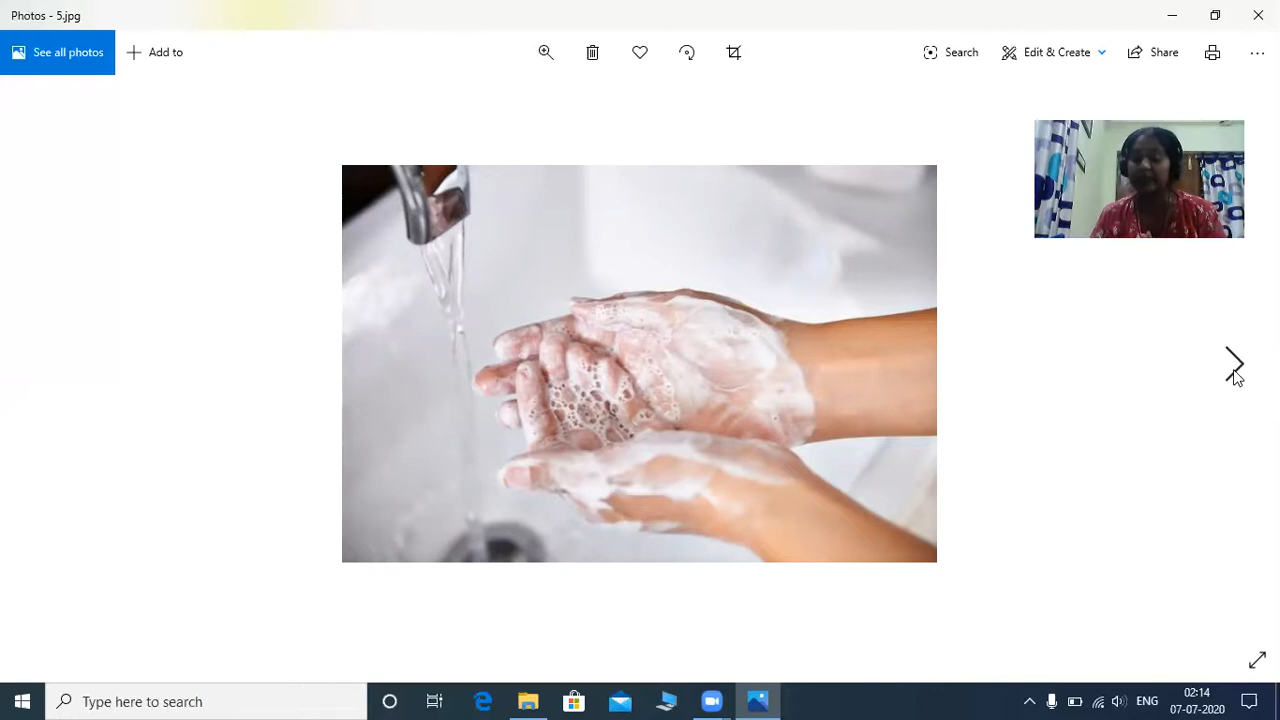 Photos - 5.jpg
See all photos
Add to
Search
Edit & Create
Share
Type here to search
ENG
02:14
07-07-2020